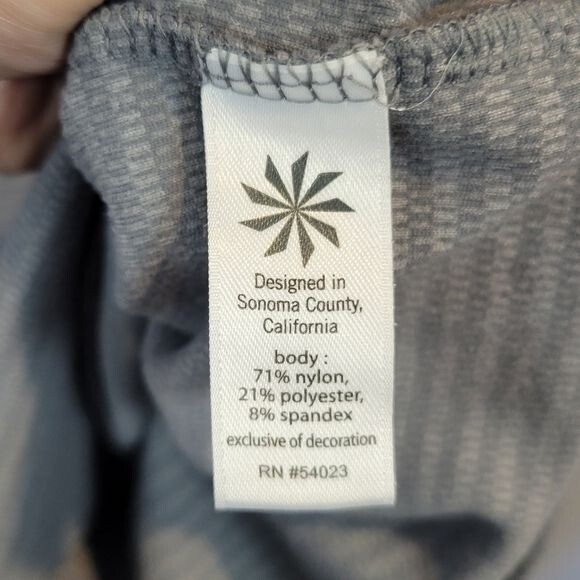 Designed in
Sonoma County,
California
body :
71% nylon,
21% polyester,
8% spandex
exclusive of decoration
RN #54023